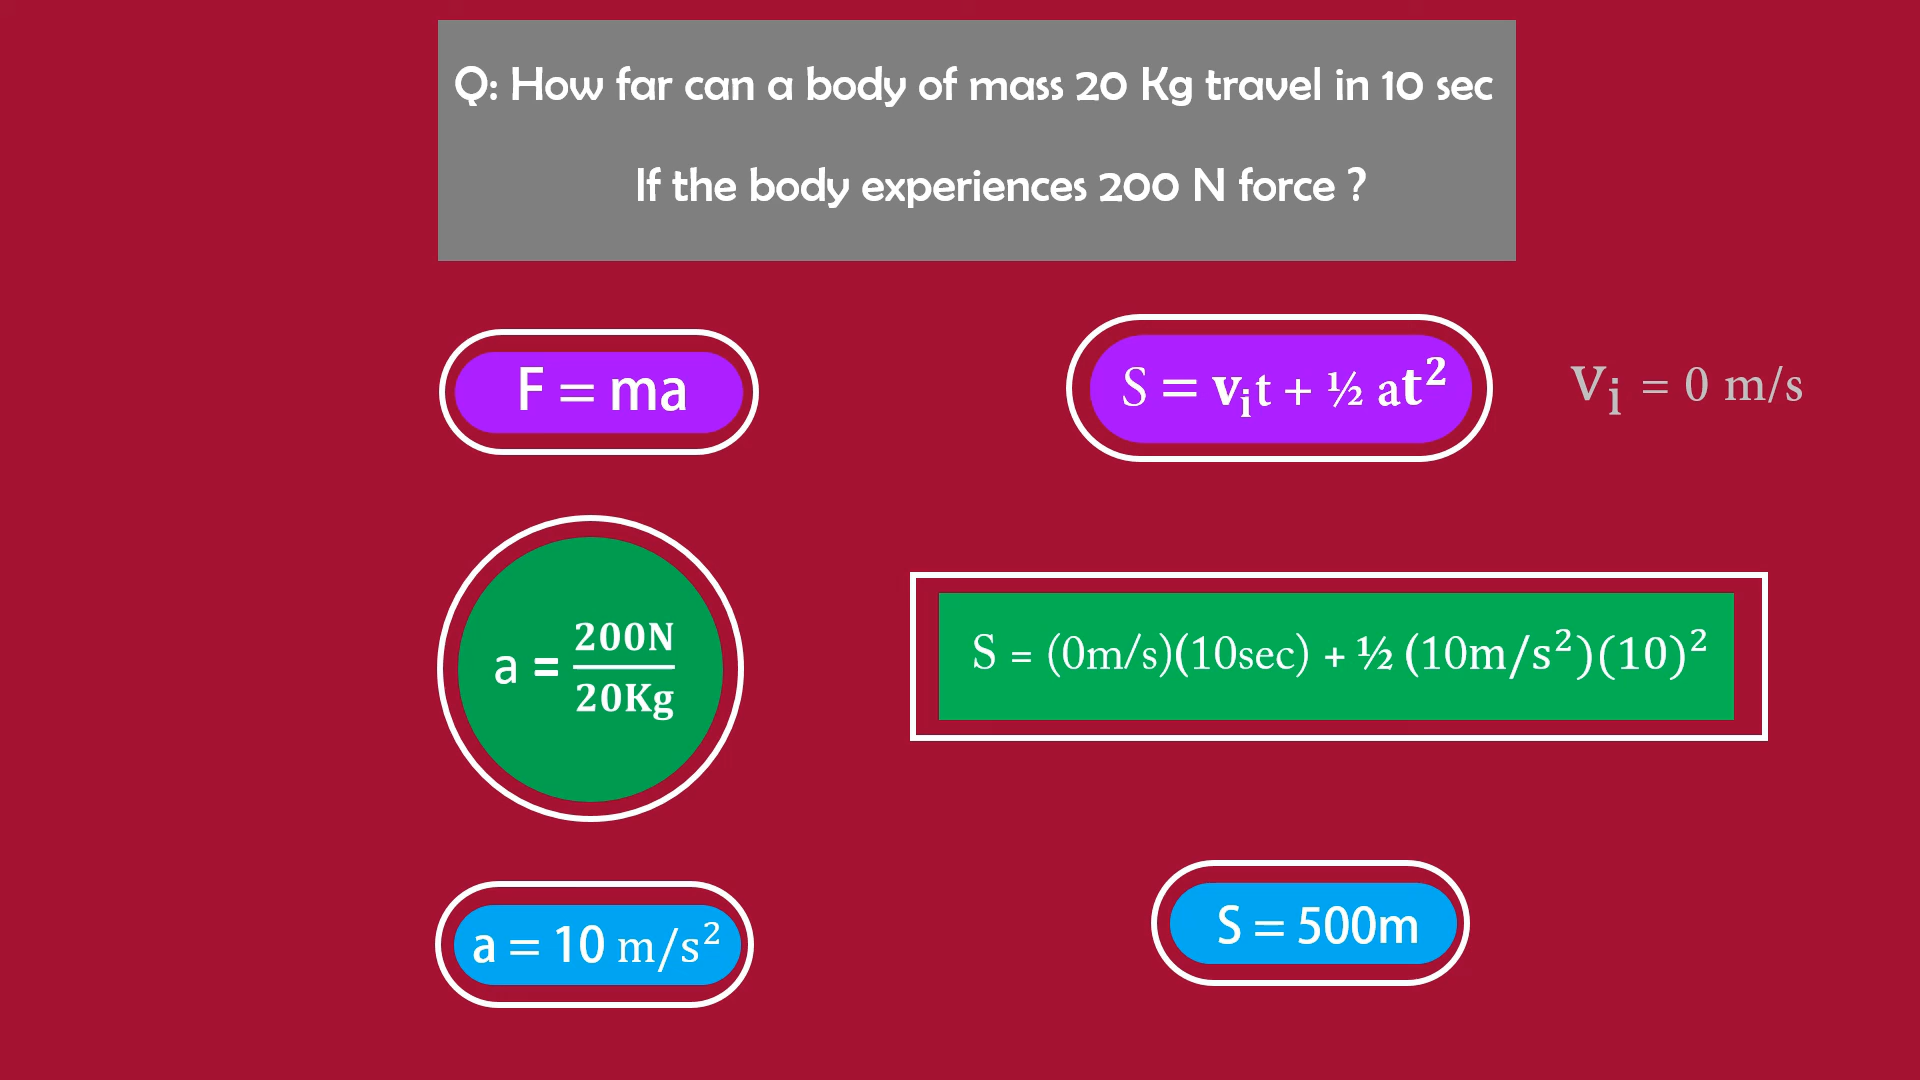 Q: How far can a body of mass 20 Kg travel in 10 sec
If the body experiences 200 N force ?
F = ma
S = vᵢt + ½ at²
vᵢ = 0 m/s
a = 200N/20Kg
S = (0m/s)(10sec) + ½ (10m/s²)(10)²
a = 10 m/s²
S = 500m